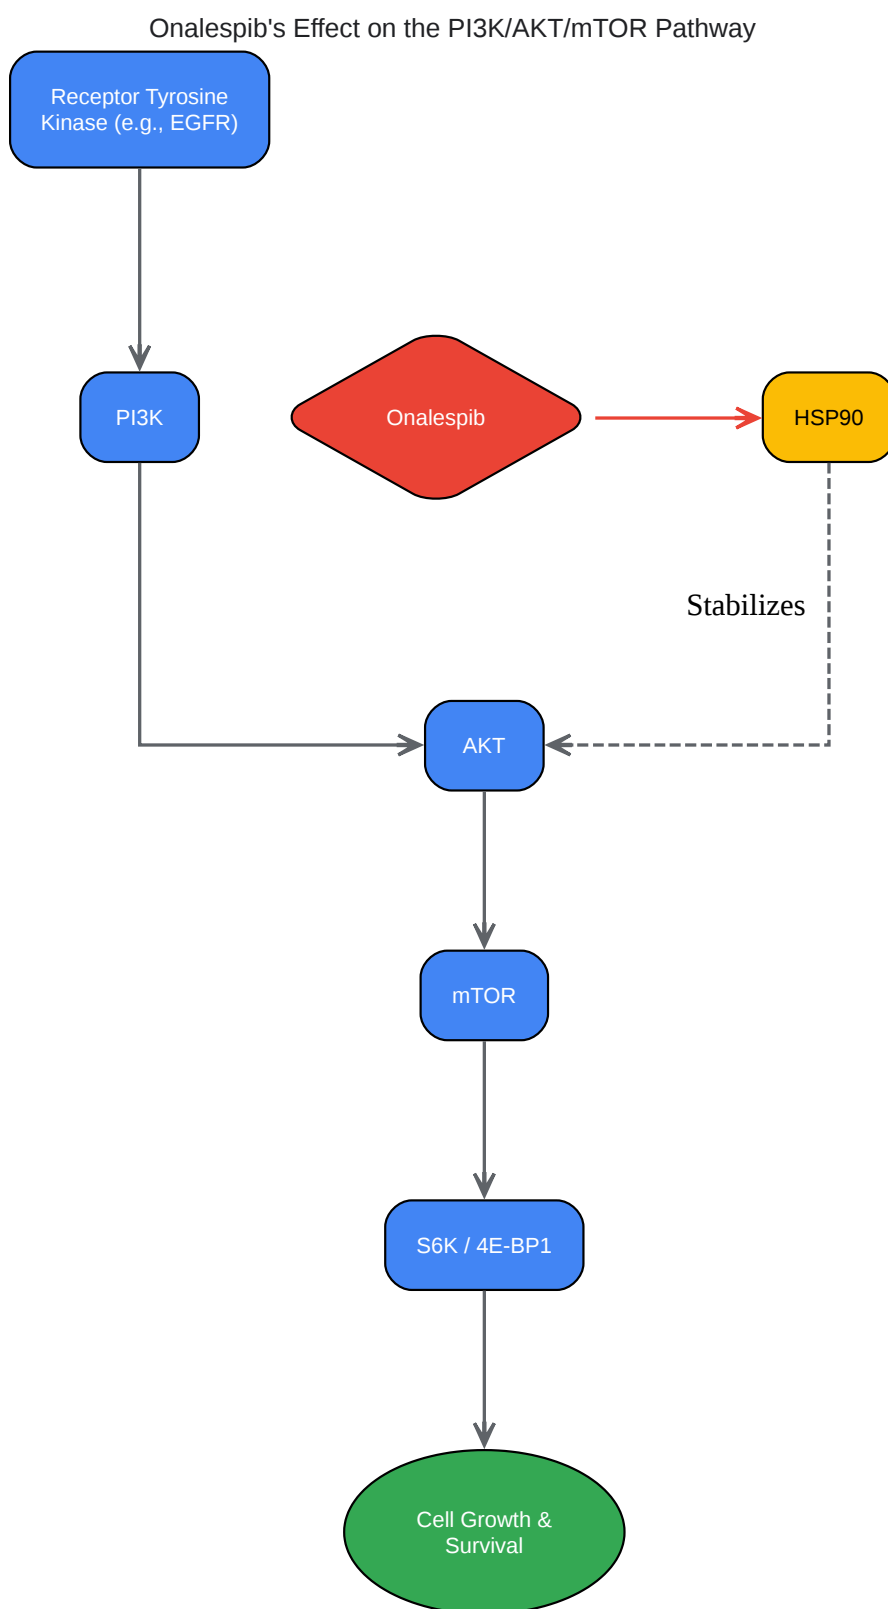 Onalespib's Effect on the PI3K/AKT/mTOR Pathway
Receptor Tyrosine
Kinase (e.g., EGFR)
PI3K
Onalespib
HSP90
Stabilizes
AKT
mTOR
S6K / 4E-BP1
Cell Growth &
Survival